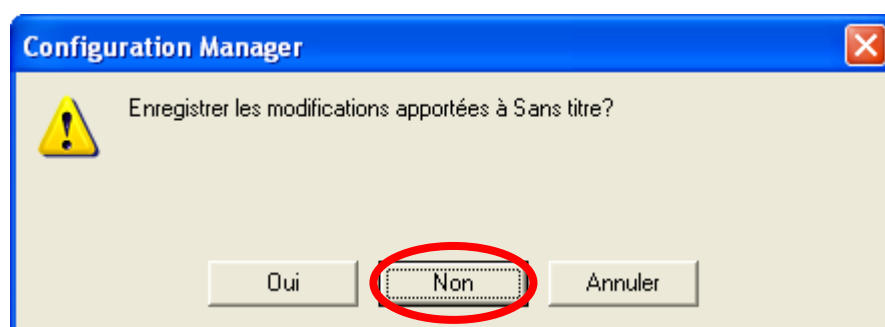 Configuration Manager
Enregistrer les modifications apportées à Sans titre?
Oui
Non
Annuler